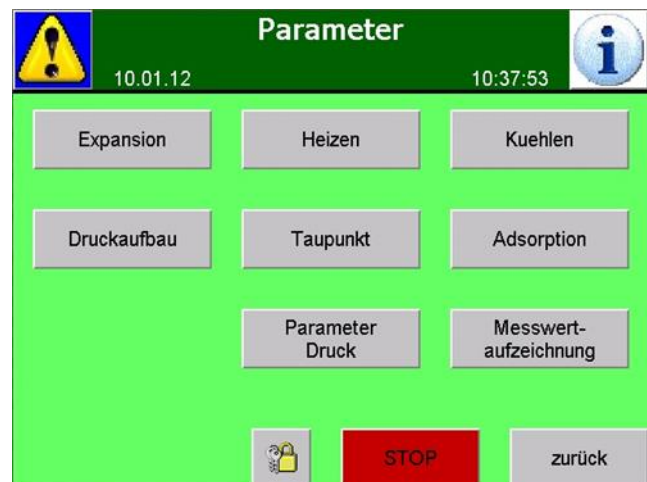 Parameter
10.01.12
10:37:53
Expansion
Heizen
Kuehlen
Druckaufbau
Taupunkt
Adsorption
Parameter
Druck
Messwert-
aufzeichnung
STOP
zurück